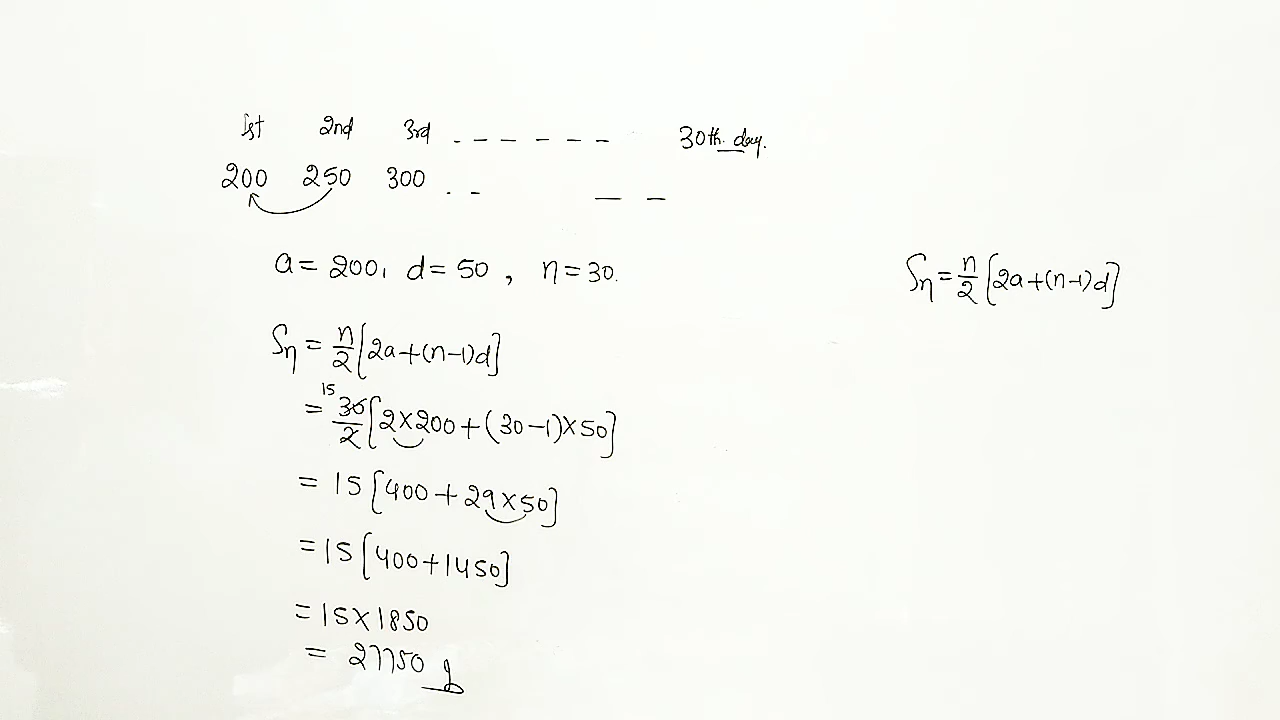 1st 2nd 3rd - - - - - - 30th day.
200 250 300 . - - -
a = 200, d = 50, n = 30.
Sn = n/2 [2a+(n-1)d]
Sn = n/2 [2a+(n-1)d]
= 15 30/2 [2×200+(30-1)×50]
= 15 [400+29×50]
= 15 [400+1450]
= 15×1850
= 27750